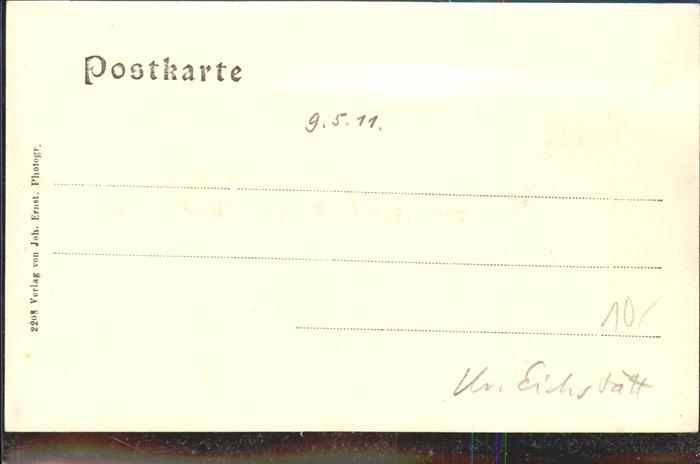 Postkarte
9.5.11.
2208 Verlag von Joh. Ernst. Photogr.
10,-
Kr. Eichstätt